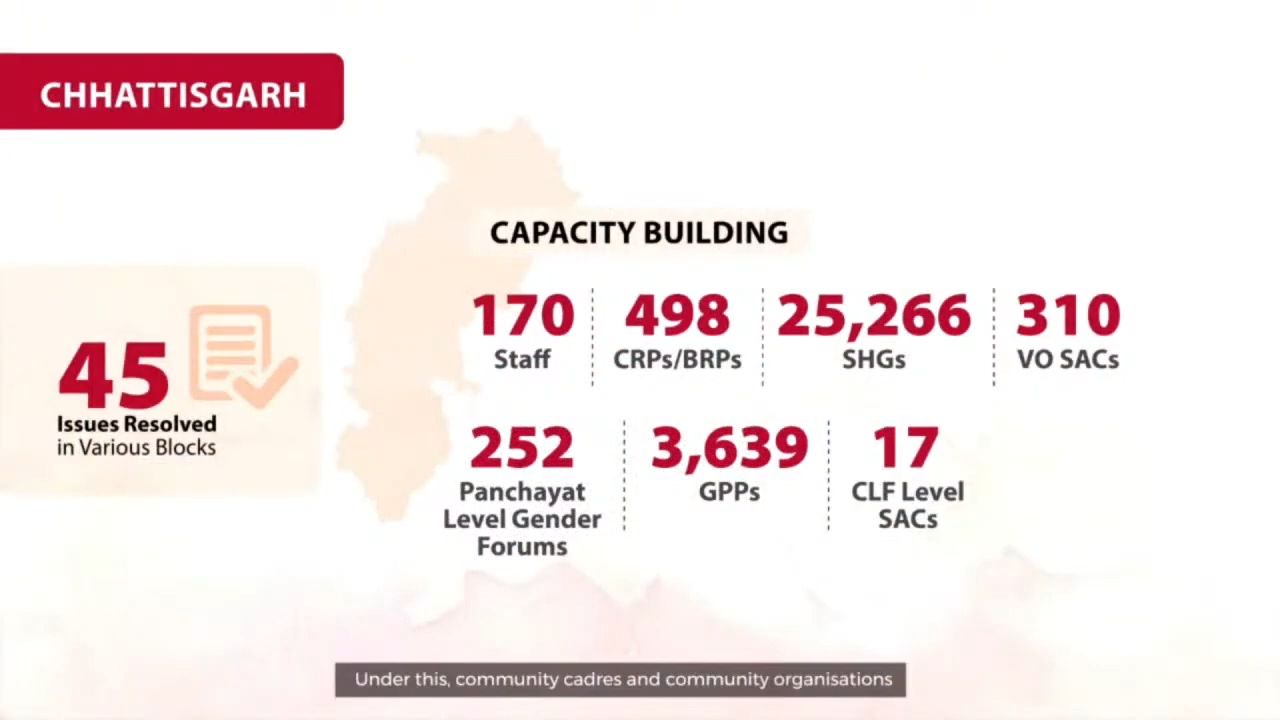 CHHATTISGARH
45
Issues Resolved
in Various Blocks
CAPACITY BUILDING
170
Staff
498
CRPs/BRPs
25,266
SHGs
310
VO SACs
252
Panchayat
Level Gender
Forums
3,639
GPPs
17
CLF Level
SACs
Under this, community cadres and community organisations